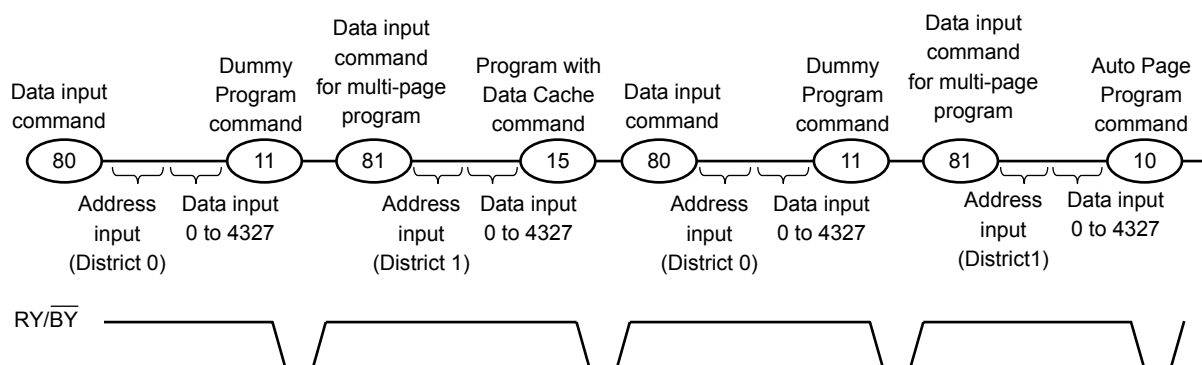 Data input
command
80
Address
input
(District 0)
Data input
0 to 4327
Dummy
Program
command
11
Data input
command
for multi-page
program
81
Address
input
(District 1)
Data input
0 to 4327
Program with
Data Cache
command
15
Data input
command
80
Address
input
(District 0)
Data input
0 to 4327
Dummy
Program
command
11
Data input
command
for multi-page
program
81
Address
input
(District1)
Data input
0 to 4327
Auto Page
Program
command
10
RY/B̅Y̅